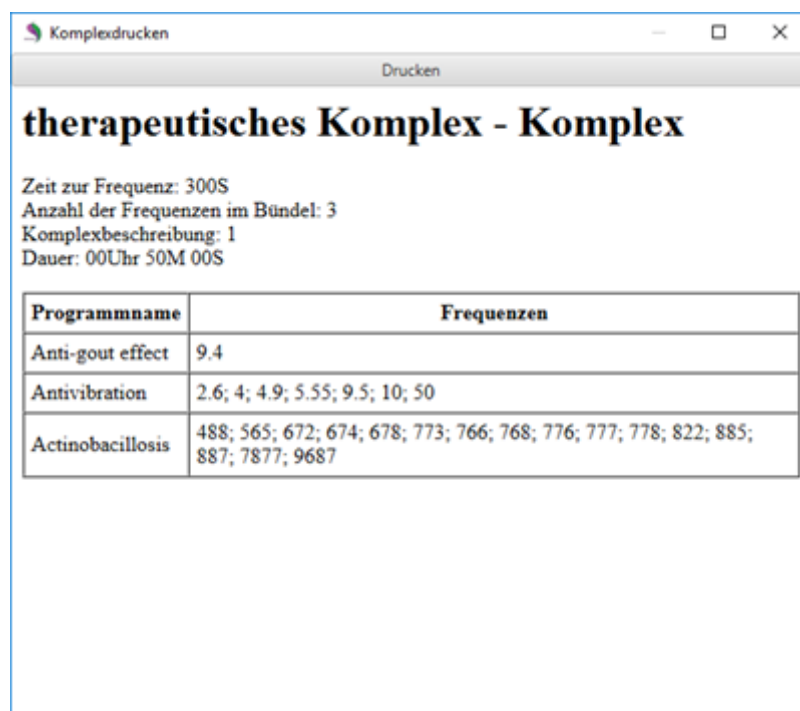 Komplexdrucken
Drucken
therapeutisches Komplex - Komplex
Zeit zur Frequenz: 300S
Anzahl der Frequenzen im Bündel: 3
Komplexbeschreibung: 1
Dauer: 00Uhr 50M 00S
Programmname Frequenzen
Anti-gout effect 9.4
Antivibration 2.6; 4; 4.9; 5.55; 9.5; 10; 50
Actinobacillosis 488; 565; 672; 674; 678; 773; 766; 768; 776; 777; 778; 822; 885;
887; 7877; 9687